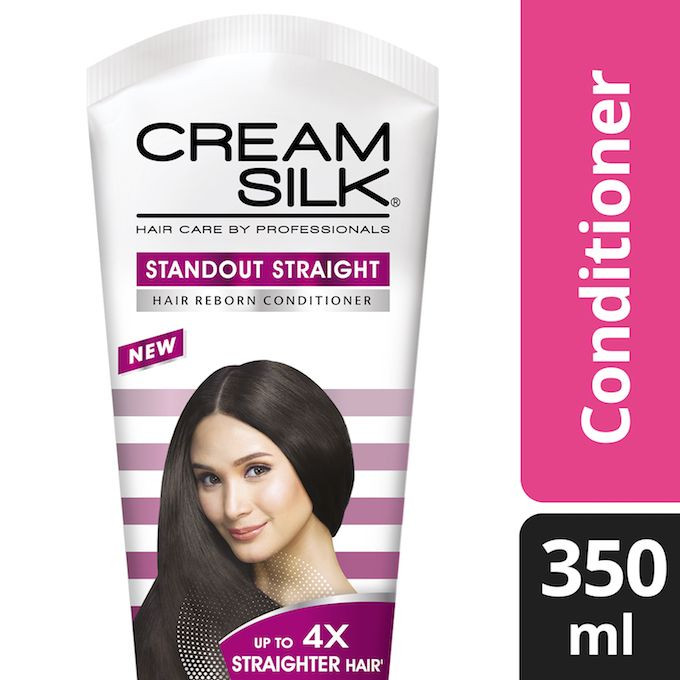 CREAM
SILK®
HAIR CARE BY PROFESSIONALS
STANDOUT STRAIGHT
HAIR REBORN CONDITIONER
NEW
UP TO 4X
STRAIGHTER HAIR¹
Conditioner
350
ml